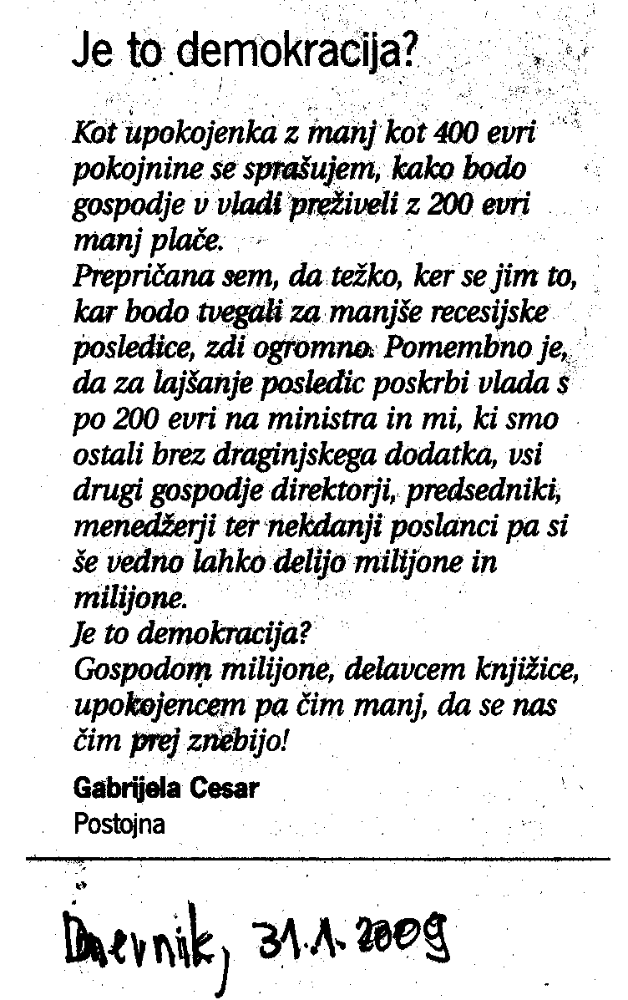 Je to demokracija?
Kot upokojenka z manj kot 400 evri
pokojnine se sprašujem, kako bodo
gospodje v vladi preživeli z 200 evri
manj plače.
Prepričana sem, da težko, ker se jim to,
kar bodo tvegali za manjše recesijske
posledice, zdi ogromno. Pomembno je,
da za lajšanje posledic poskrbi vlada s
po 200 evri na ministra in mi, ki smo
ostali brez draginjskega dodatka, vsi
drugi gospodje direktorji, predsedniki,
menedžerji ter nekdanji poslanci pa si
še vedno lahko delijo milijone in
milijone.
Je to demokracija?
Gospodom milijone, delavcem knjižice,
upokojencem pa čim manj, da se nas
čim prej znebijo!
Gabrijela Cesar
Postojna
Dnevnik, 31.1.2009